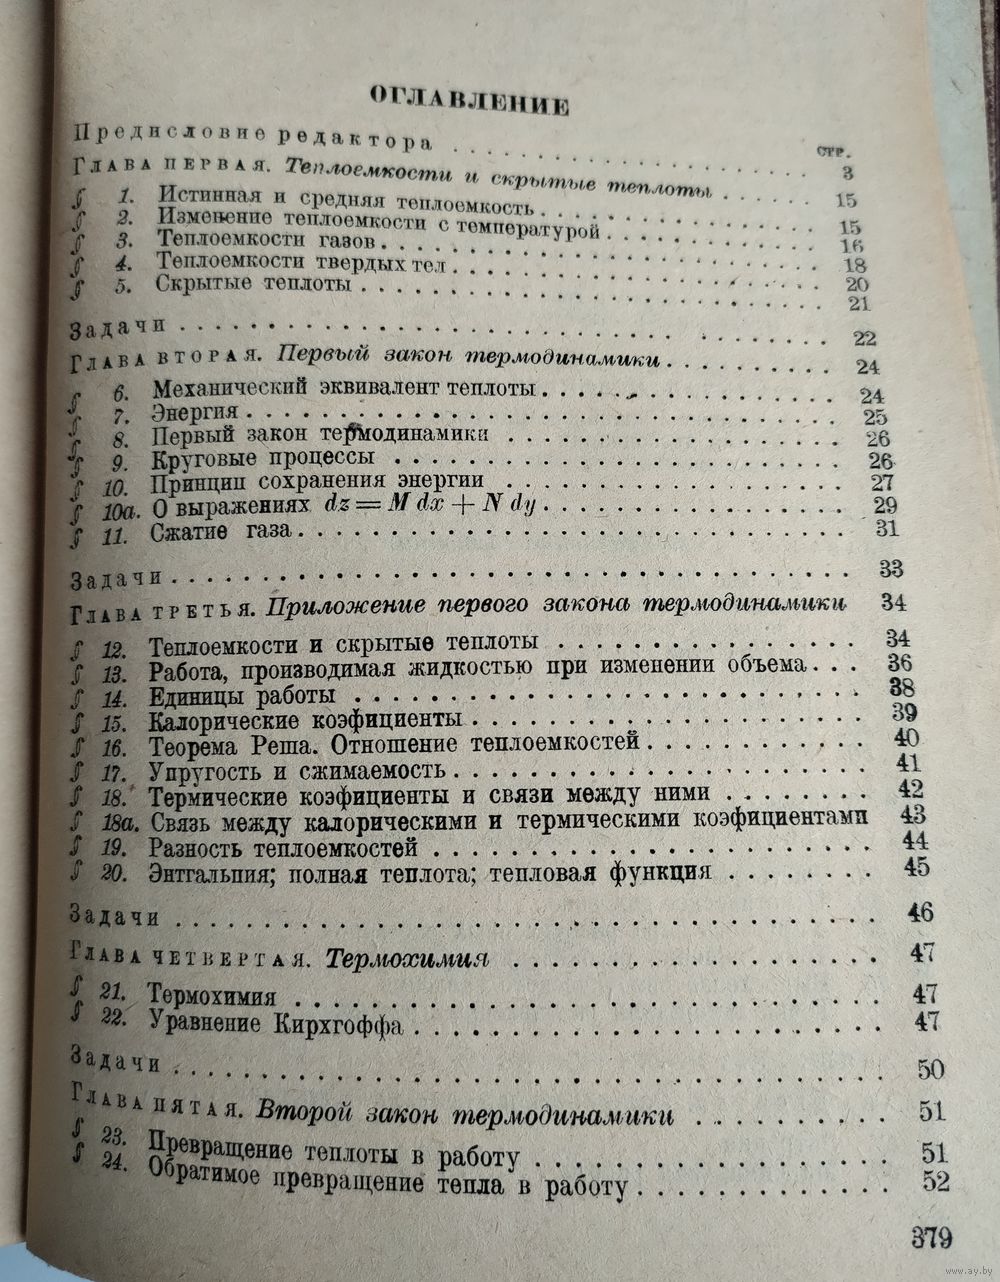 ОГЛАВЛЕНИЕ
СТР.
Предисловие редактора . . . . . . . . . . . . . . . . 3
Глава первая. Теплоемкости и скрытые теплоты . . . . . . 15
§ 1. Истинная и средняя теплоемкость . . . . . . . . . . . . 15
§ 2. Изменение теплоемкости с температурой . . . . . . . . . 16
§ 3. Теплоемкости газов . . . . . . . . . . . . . . . . . . 18
§ 4. Теплоемкости твердых тел . . . . . . . . . . . . . . . 20
§ 5. Скрытые теплоты . . . . . . . . . . . . . . . . . . . 21
Задачи . . . . . . . . . . . . . . . . . . . . . . . . 22
Глава вторая. Первый закон термодинамики . . . . . . . . 24
§ 6. Механический эквивалент теплоты . . . . . . . . . . . . 24
§ 7. Энергия . . . . . . . . . . . . . . . . . . . . . . . 25
§ 8. Первый закон термодинамики . . . . . . . . . . . . . . 26
§ 9. Круговые процессы . . . . . . . . . . . . . . . . . . 26
§ 10. Принцип сохранения энергии . . . . . . . . . . . . . . 27
§ 10а. О выражениях dz = M dx + N dy . . . . . . . . . . . . 29
§ 11. Сжатие газа . . . . . . . . . . . . . . . . . . . . . 31
Задачи . . . . . . . . . . . . . . . . . . . . . . . . 33
Глава третья. Приложение первого закона термодинамики 34
§ 12. Теплоемкости и скрытые теплоты . . . . . . . . . . . . 34
§ 13. Работа, производимая жидкостью при изменении объема . . . 36
§ 14. Единицы работы . . . . . . . . . . . . . . . . . . . . 38
§ 15. Калорические коэфициенты . . . . . . . . . . . . . . . 39
§ 16. Теорема Реша. Отношение теплоемкостей . . . . . . . . . 40
§ 17. Упругость и сжимаемость . . . . . . . . . . . . . . . . 41
§ 18. Термические коэфициенты и связи между ними . . . . . . . 42
§ 18а. Связь между калорическими и термическими коэфициентами 43
§ 19. Разность теплоемкостей . . . . . . . . . . . . . . . . 44
§ 20. Энтгальпия; полная теплота; тепловая функция . . . . . . 45
Задачи . . . . . . . . . . . . . . . . . . . . . . . . 46
Глава четвертая. Термохимия . . . . . . . . . . . . . . 47
§ 21. Термохимия . . . . . . . . . . . . . . . . . . . . . . 47
§ 22. Уравнение Кирхгоффа . . . . . . . . . . . . . . . . . . 47
Задачи . . . . . . . . . . . . . . . . . . . . . . . . 50
Глава пятая. Второй закон термодинамики . . . . . . . . 51
§ 23. Превращение теплоты в работу . . . . . . . . . . . . . 51
§ 24. Обратимое превращение тепла в работу . . . . . . . . . . 52
379
www.ay.by